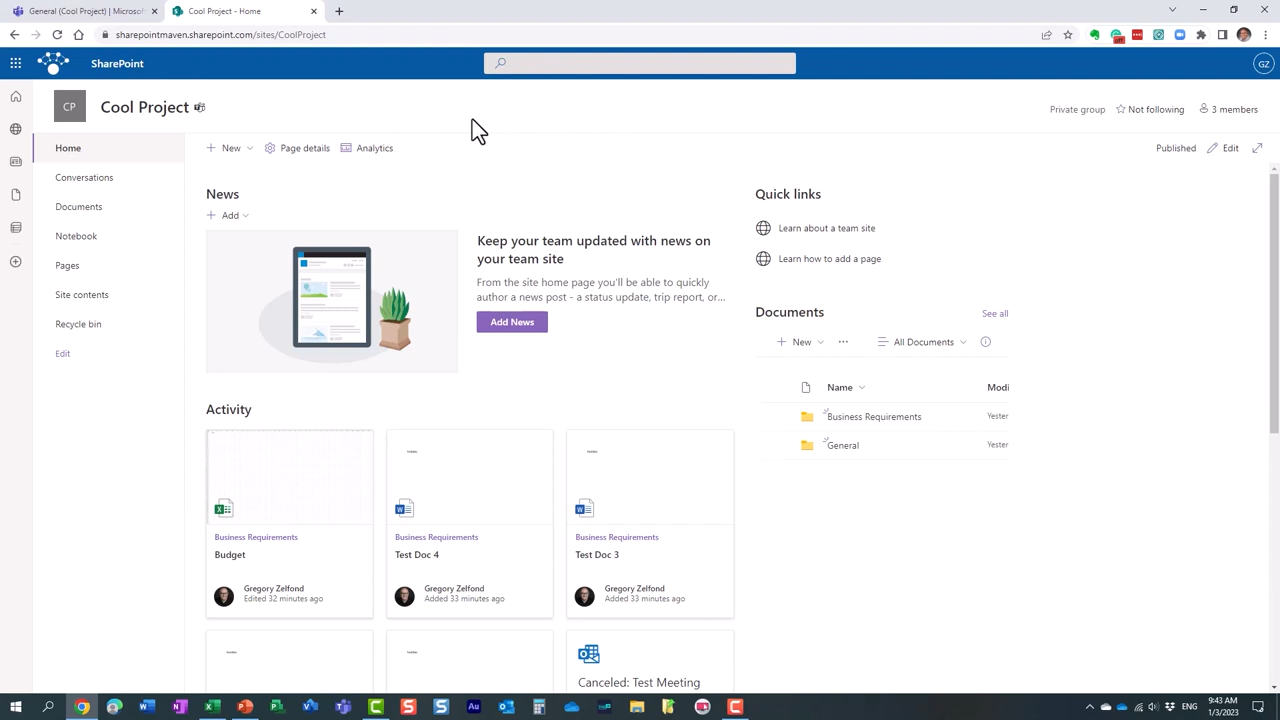 General (Cool Project) | Microsof
Cool Project - Home
sharepointmaven.sharepoint.com/sites/CoolProject
SharePoint
GZ
CP
Cool Project
Private group
Not following
3 members
Home
New
Page details
Analytics
Published
Edit
Conversations
Documents
Notebook
Pages
Site contents
Recycle bin
Edit
News
Add
Keep your team updated with news on
your team site
From the site home page you'll be able to quickly
author a news post - a status update, trip report, or...
Add News
Quick links
Learn about a team site
Learn how to add a page
Documents
See all
New
All Documents
Name
Modi
Business Requirements
Yester
General
Yester
Activity
Business Requirements
Budget
Gregory Zelfond
Edited 32 minutes ago
Business Requirements
Test Doc 4
Gregory Zelfond
Added 33 minutes ago
Business Requirements
Test Doc 3
Gregory Zelfond
Added 33 minutes ago
Canceled: Test Meeting
9:43 AM
1/3/2023